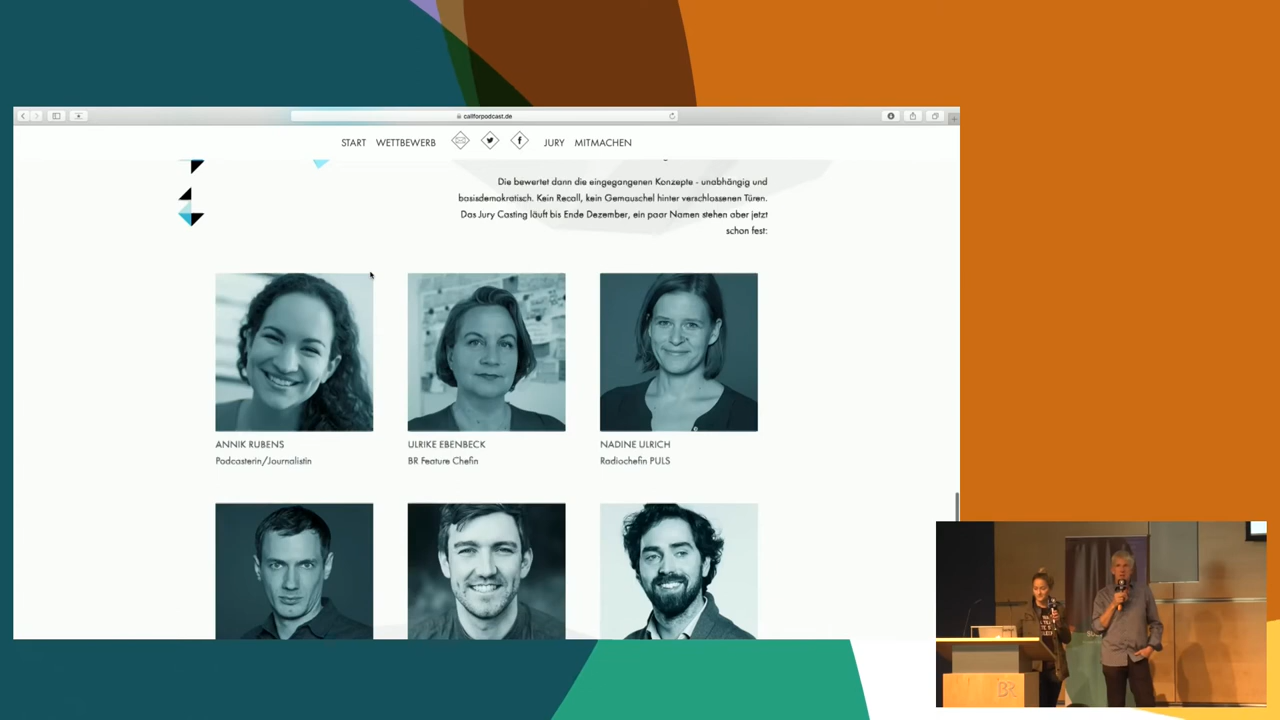 callforpodcast.de
START WETTBEWERB JURY MITMACHEN
Die bewertet dann die eingegangenen Konzepte - unabhängig und
basisdemokratisch. Kein Recall, kein Gemauschel hinter verschlossenen Türen.
Das Jury Casting läuft bis Ende Dezember, ein paar Namen stehen aber jetzt
schon fest:
ANNIK RUBENS
Podcasterin/Journalistin
ULRIKE EBENBECK
BR Feature Chefin
NADINE ULRICH
Radiochefin PULS
BR